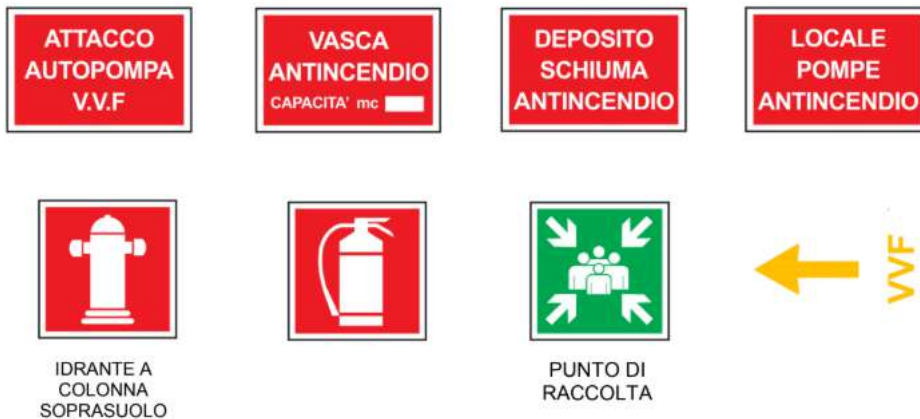 ATTACCO
AUTOPOMPA
V.V.F
VASCA
ANTINCENDIO
CAPACITA' mc
DEPOSITO
SCHIUMA
ANTINCENDIO
LOCALE
POMPE
ANTINCENDIO
VVF
IDRANTE A
COLONNA
SOPRASUOLO
PUNTO DI
RACCOLTA